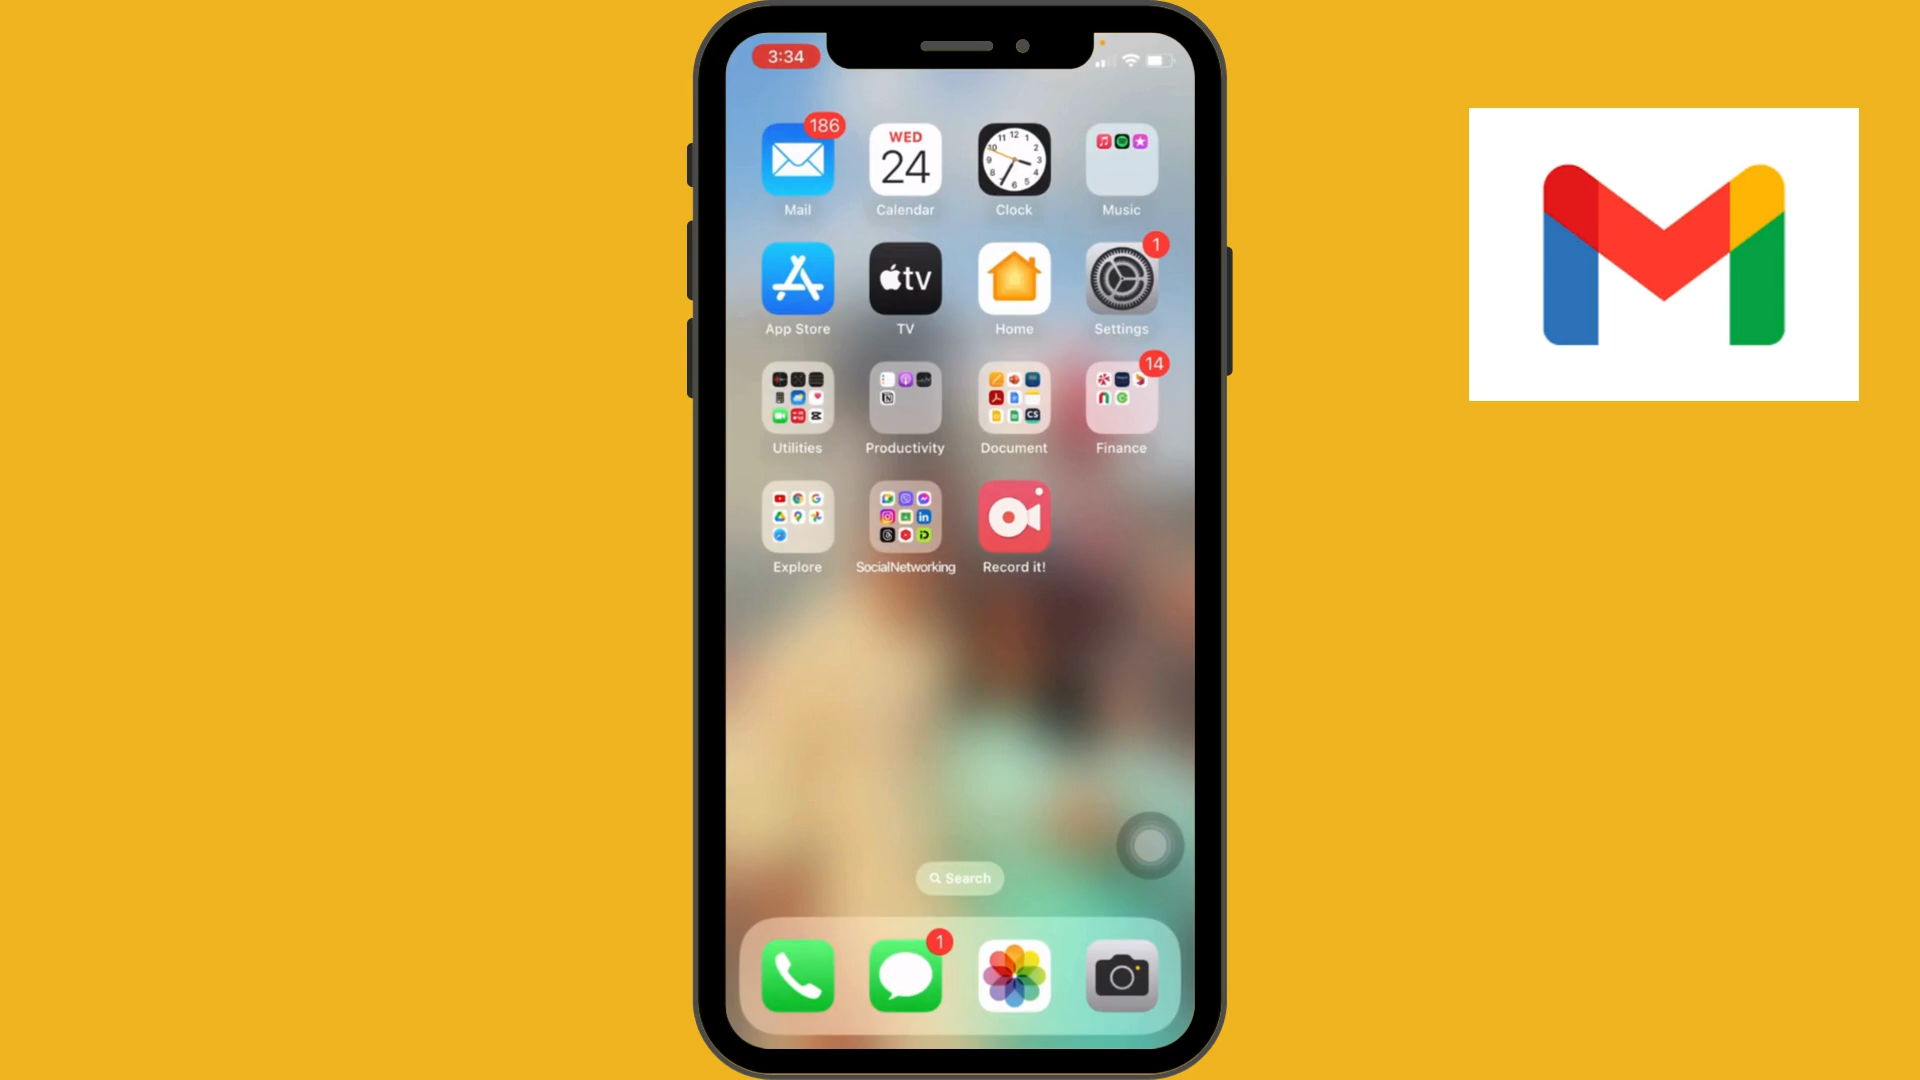 3:34
186
WED
24
Mail
Calendar
Clock
Music
1
tv
App Store
TV
Home
Settings
14
Utilities
Productivity
Document
Finance
Explore
SocialNetworking
Record it!
Search
1